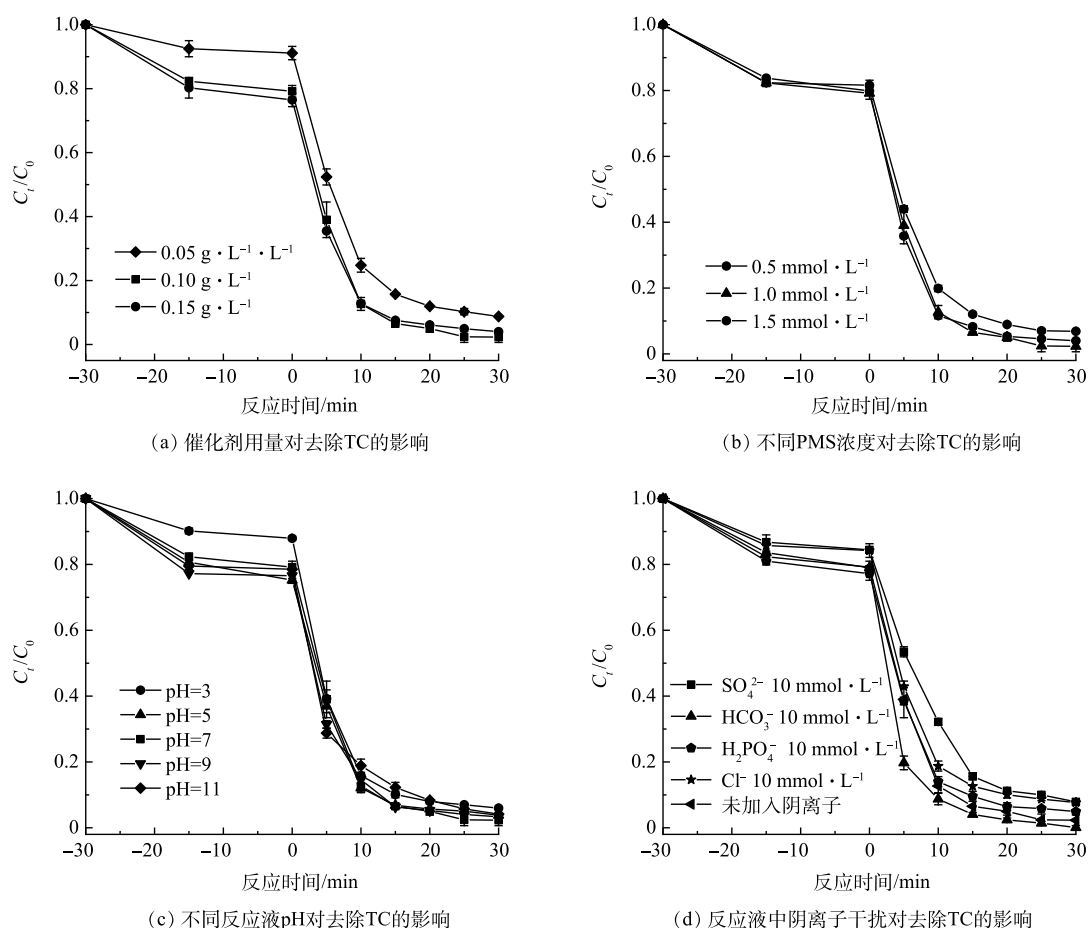 1.0
0.8
0.6
0.4
0.2
0
Cₜ/C₀
0.05 g·L⁻¹·L⁻¹
0.10 g·L⁻¹
0.15 g·L⁻¹
−30 −20 −10 0 10 20 30
反应时间/min
(a) 催化剂用量对去除TC的影响
1.0
0.8
0.6
0.4
0.2
0
Cₜ/C₀
0.5 mmol·L⁻¹
1.0 mmol·L⁻¹
1.5 mmol·L⁻¹
−30 −20 −10 0 10 20 30
反应时间/min
(b) 不同PMS浓度对去除TC的影响
1.0
0.8
0.6
0.4
0.2
0
Cₜ/C₀
pH=3
pH=5
pH=7
pH=9
pH=11
−30 −20 −10 0 10 20 30
反应时间/min
(c) 不同反应液pH对去除TC的影响
1.0
0.8
0.6
0.4
0.2
0
Cₜ/C₀
SO₄²⁻ 10 mmol·L⁻¹
HCO₃⁻ 10 mmol·L⁻¹
H₂PO₄⁻ 10 mmol·L⁻¹
Cl⁻ 10 mmol·L⁻¹
未加入阴离子
−30 −20 −10 0 10 20 30
反应时间/min
(d) 反应液中阴离子干扰对去除TC的影响